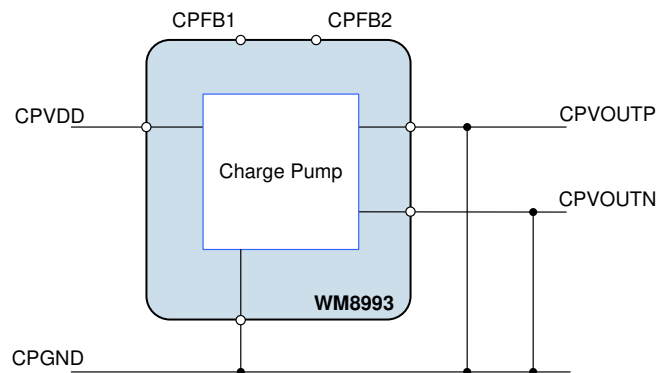 CPFB1
CPFB2
CPVDD
CPVOUTP
Charge Pump
CPVOUTN
WM8993
CPGND